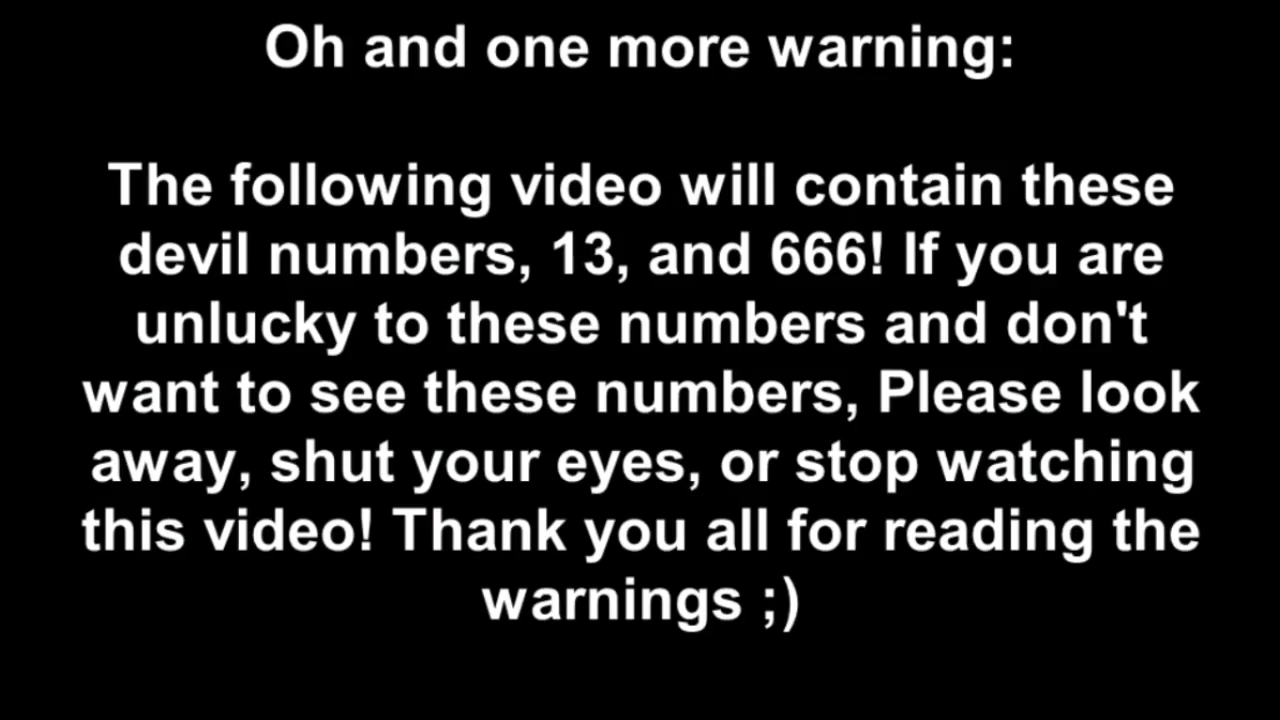 Oh and one more warning:
The following video will contain these
devil numbers, 13, and 666! If you are
unlucky to these numbers and don't
want to see these numbers, Please look
away, shut your eyes, or stop watching
this video! Thank you all for reading the
warnings ;)